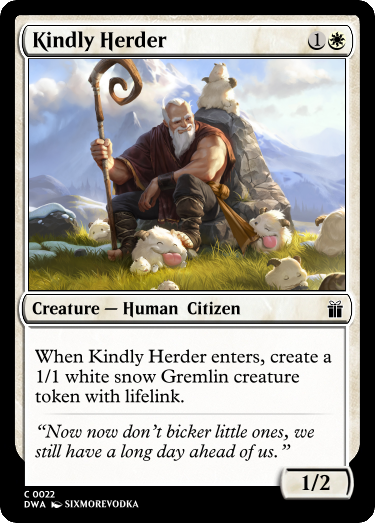 Kindly Herder 1
Creature — Human Citizen
When Kindly Herder enters, create a
1/1 white snow Gremlin creature
token with lifelink.
“Now now don’t bicker little ones, we
still have a long day ahead of us.”
1/2
C 0022
DWA SIXMOREVODKA